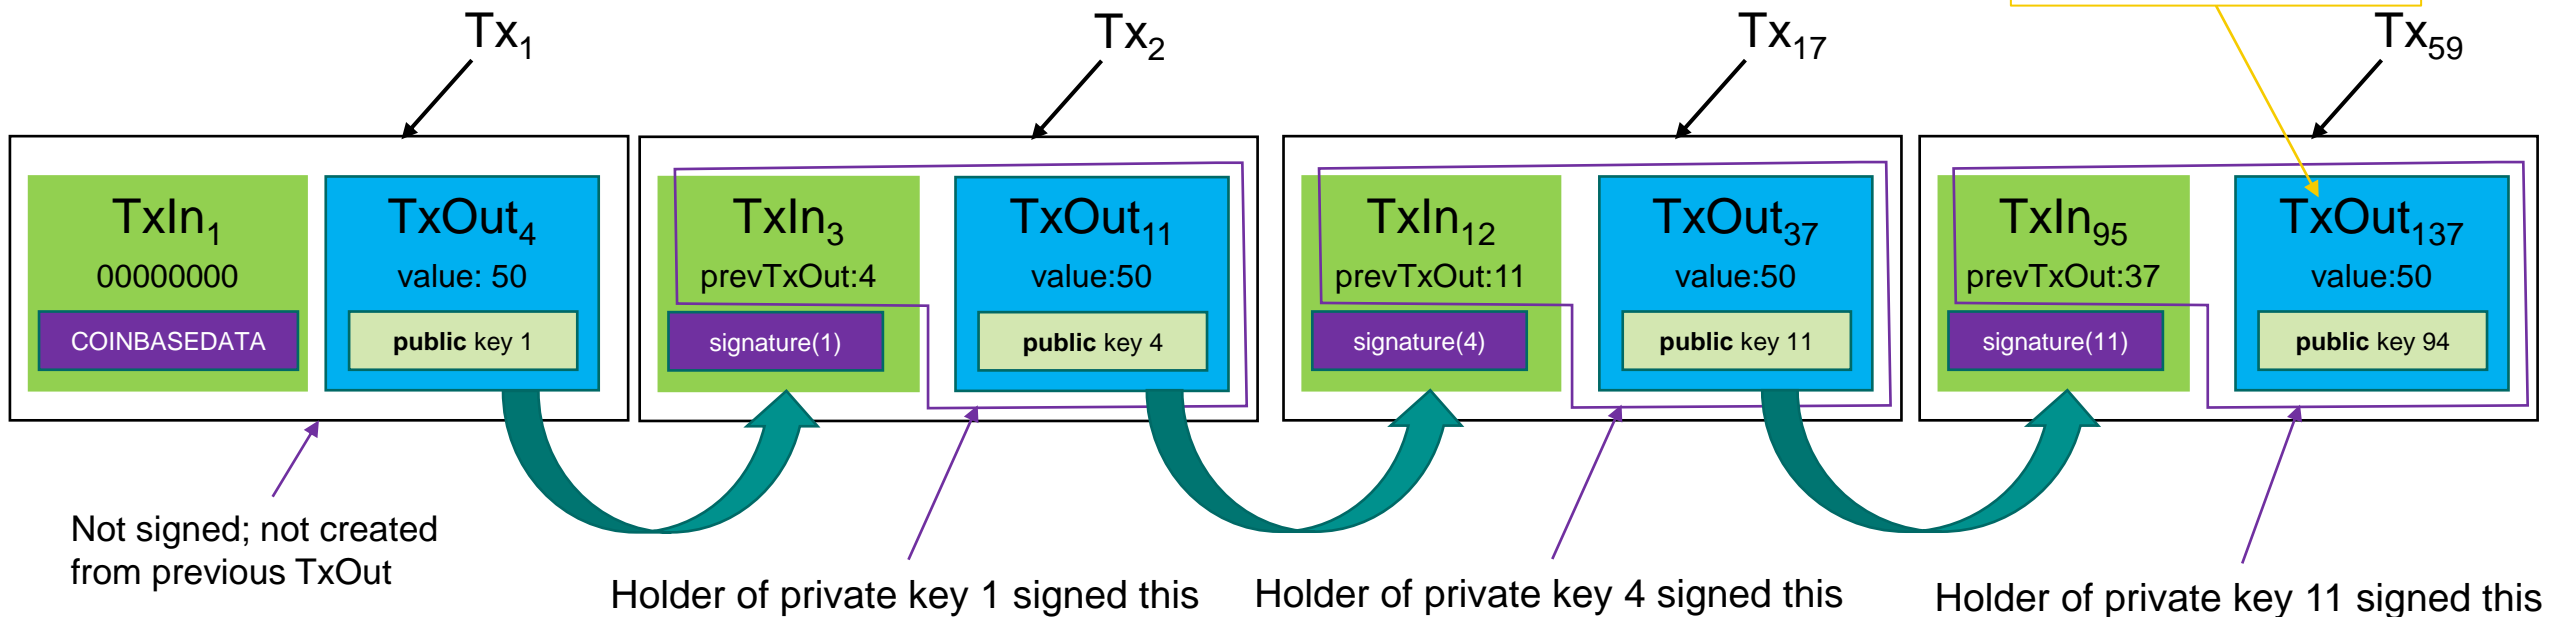 Tx1
Tx2
Tx17
Tx59
TxIn1
00000000
COINBASEDATA
TxOut4
value: 50
public key 1
TxIn3
prevTxOut:4
signature(1)
TxOut11
value:50
public key 4
TxIn12
prevTxOut:11
signature(4)
TxOut37
value:50
public key 11
TxIn95
prevTxOut:37
signature(11)
TxOut137
value:50
public key 94
Not signed; not created
from previous TxOut
Holder of private key 1 signed this
Holder of private key 4 signed this
Holder of private key 11 signed this